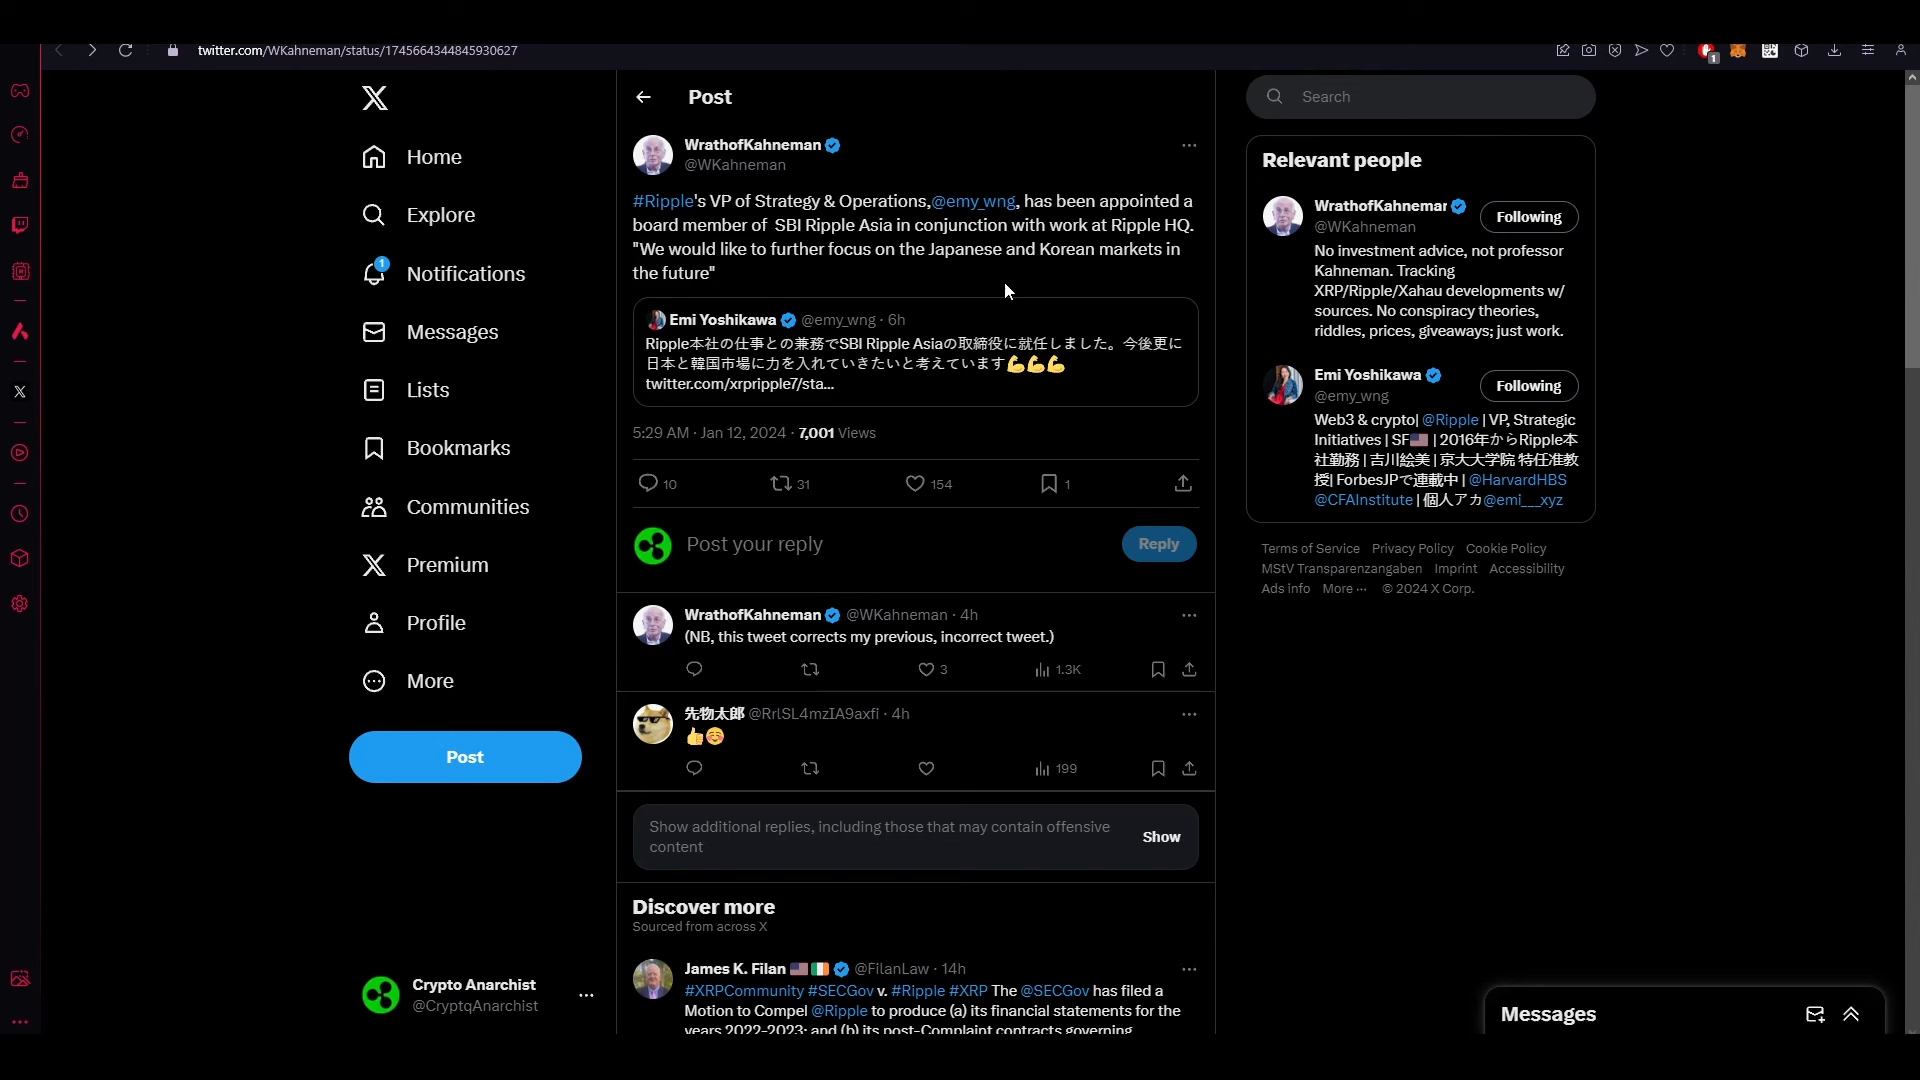 twitter.com/WKahneman/status/1745664344845930627
1
Home
Explore
1
Notifications
Messages
Lists
Bookmarks
Communities
Premium
Profile
More
Post
Crypto Anarchist
@CryptqAnarchist
Post
WrathofKahneman
@WKahneman
#Ripple's VP of Strategy & Operations,@emy_wng, has been appointed a
board member of SBI Ripple Asia in conjunction with work at Ripple HQ.
"We would like to further focus on the Japanese and Korean markets in
the future"
Emi Yoshikawa @emy_wng · 6h
Ripple本社の仕事との兼務でSBI Ripple Asiaの取締役に就任しました。今後更に
日本と韓国市場に力を入れていきたいと考えています💪💪💪
twitter.com/xrpripple7/sta...
5:29 AM · Jan 12, 2024 · 7,001 Views
10 31 154 1
Post your reply
Reply
WrathofKahneman @WKahneman · 4h
(NB, this tweet corrects my previous, incorrect tweet.)
3 1.3K
先物太郎 @RrlSL4mzIA9axfi · 4h
👍☺️
199
Show additional replies, including those that may contain offensive
content
Show
Discover more
Sourced from across X
James K. Filan 🇺🇸🇮🇪 @FilanLaw · 14h
#XRPCommunity #SECGov v. #Ripple #XRP The @SECGov has filed a
Motion to Compel @Ripple to produce (a) its financial statements for the
years 2022-2023; and (b) its post-Complaint contracts governing
Search
Relevant people
WrathofKahneman
@WKahneman
Following
No investment advice, not professor
Kahneman. Tracking
XRP/Ripple/Xahau developments w/
sources. No conspiracy theories,
riddles, prices, giveaways; just work.
Emi Yoshikawa
@emy_wng
Following
Web3 & crypto| @Ripple | VP, Strategic
Initiatives | SF🇺🇸 | 2016年からRipple本
社勤務 | 吉川絵美 | 京大大学院 特任准教
授| ForbesJPで連載中 | @HarvardHBS
@CFAInstitute | 個人アカ@emi___xyz
Terms of Service Privacy Policy Cookie Policy
MStV Transparenzangaben Imprint Accessibility
Ads info More ··· © 2024 X Corp.
Messages